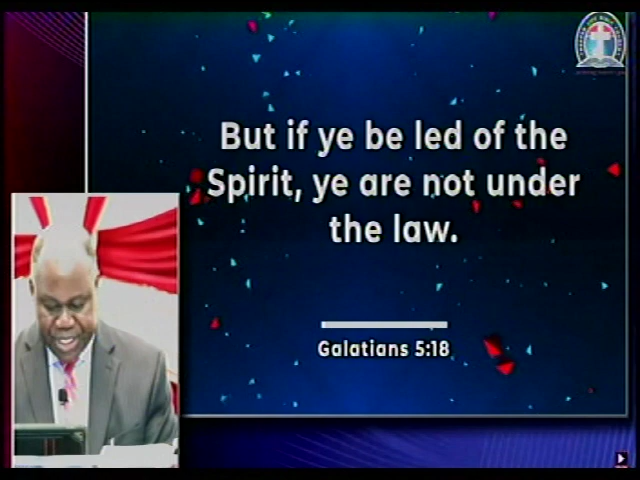 But if ye be led of the
Spirit, ye are not under
the law.
Galatians 5:18